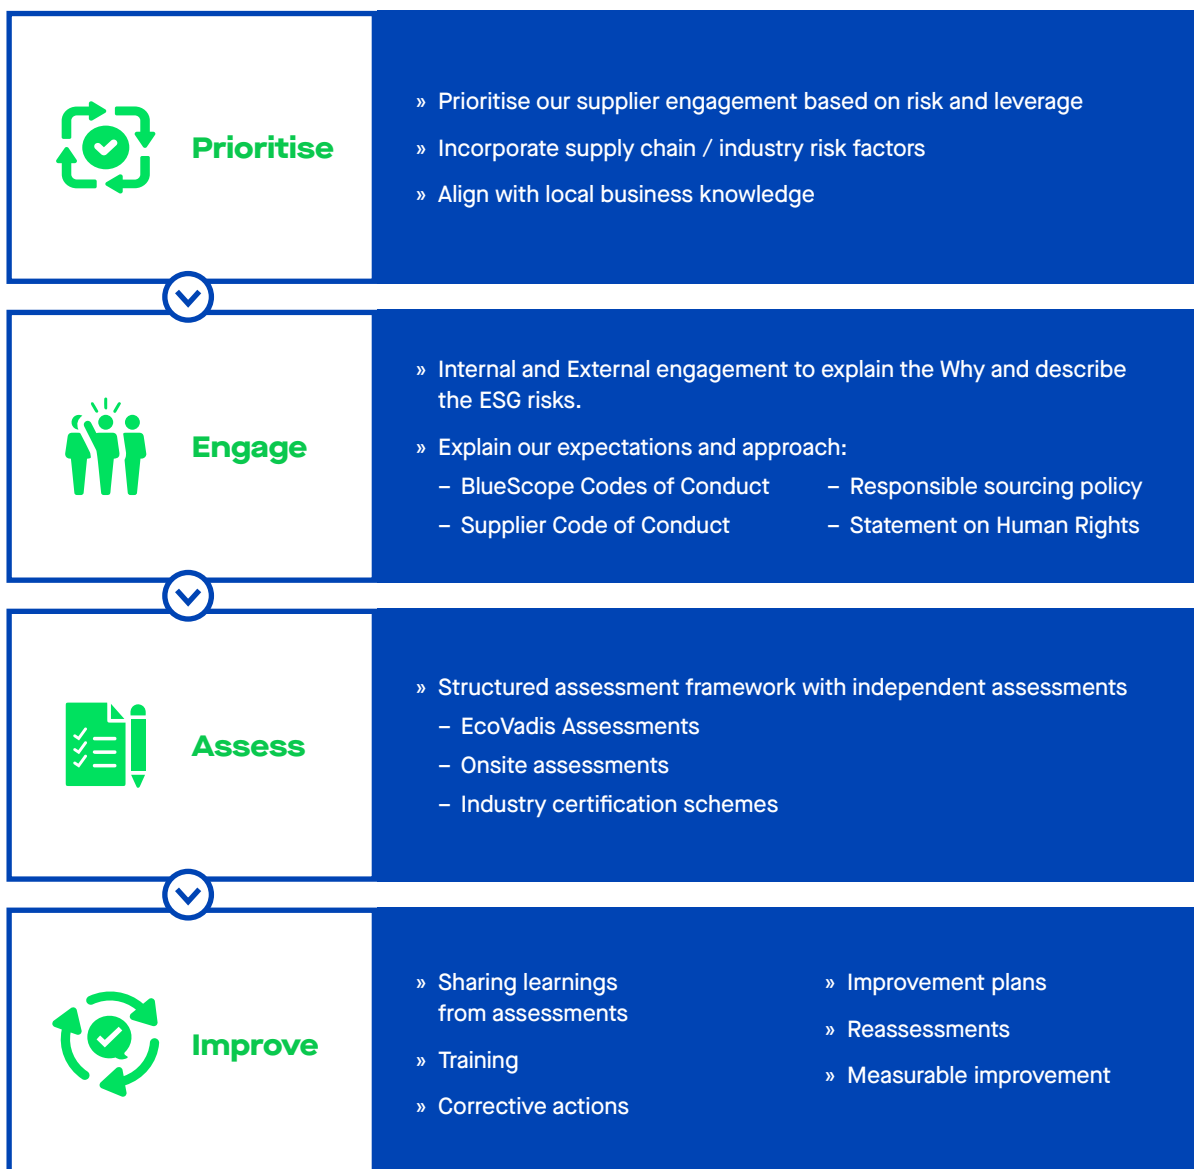 Prioritise
» Prioritise our supplier engagement based on risk and leverage
» Incorporate supply chain / industry risk factors
» Align with local business knowledge
Engage
» Internal and External engagement to explain the Why and describe
the ESG risks.
» Explain our expectations and approach:
– BlueScope Codes of Conduct
– Supplier Code of Conduct
– Responsible sourcing policy
– Statement on Human Rights
Assess
» Structured assessment framework with independent assessments
– EcoVadis Assessments
– Onsite assessments
– Industry certification schemes
Improve
» Sharing learnings
from assessments
» Training
» Corrective actions
» Improvement plans
» Reassessments
» Measurable improvement